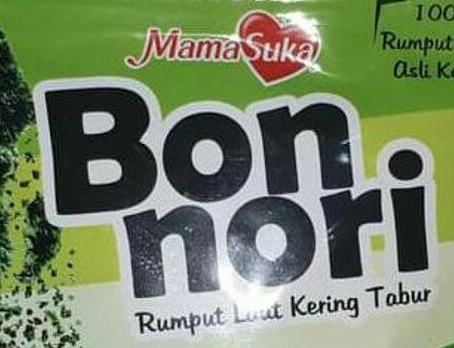 MamaSuka
100
Rumput
Asli
Bon
nori
Rumput Laut Kering Tabur